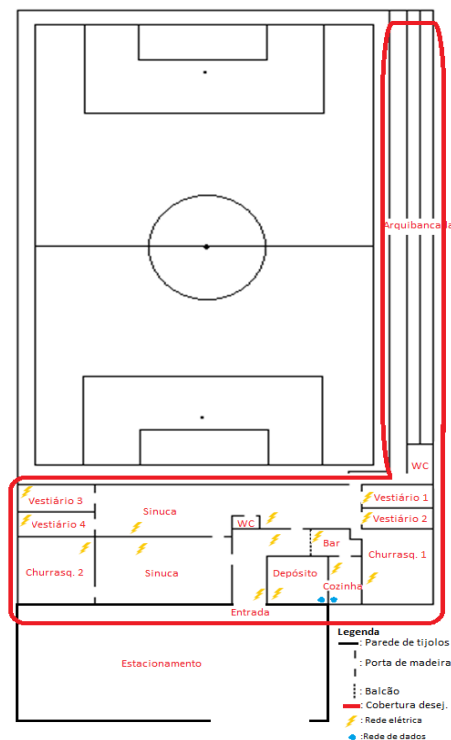 Arquibancada
WC
Vestiário 3
Sinuca
Vestiário 1
Vestiário 4
WC
Vestiário 2
Bar
Churrasq. 1
Churrasq. 2
Sinuca
Depósito
Cozinha
Entrada
Estacionamento
Legenda
: Parede de tijolos
: Porta de madeira
: Balcão
: Cobertura desej.
: Rede elétrica
:Rede de dados